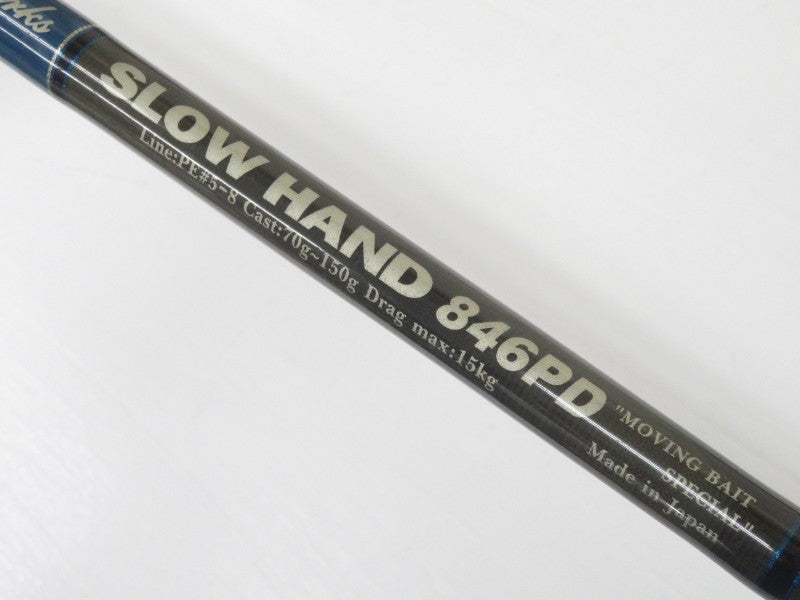 SLOW HAND 846PD
Line:PE#5-8 Cast:70g~150g Drag max:15kg
"MOVING BAIT
SPECIAL"
Made in Japan